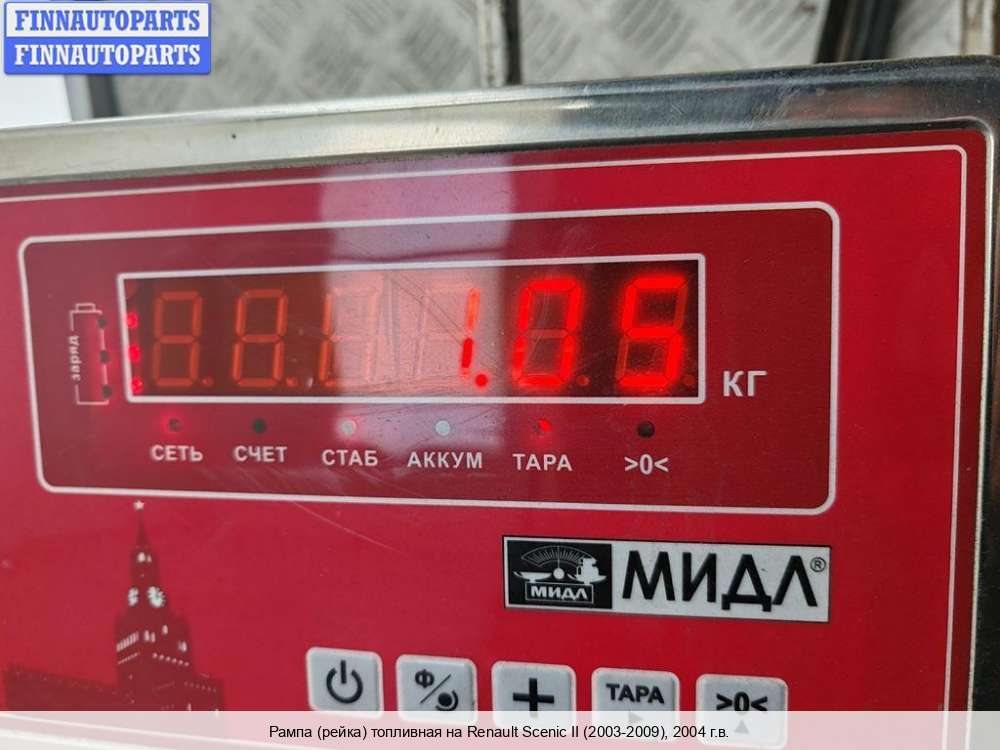 FINNAUTOPARTS
FINNAUTOPARTS
заряд
1.05
КГ
СЕТЬ СЧЕТ СТАБ АККУМ ТАРА >0<
МИДЛ МИДЛ®
Ф ТАРА >0<
Рампа (рейка) топливная на Renault Scenic II (2003-2009), 2004 г.в.